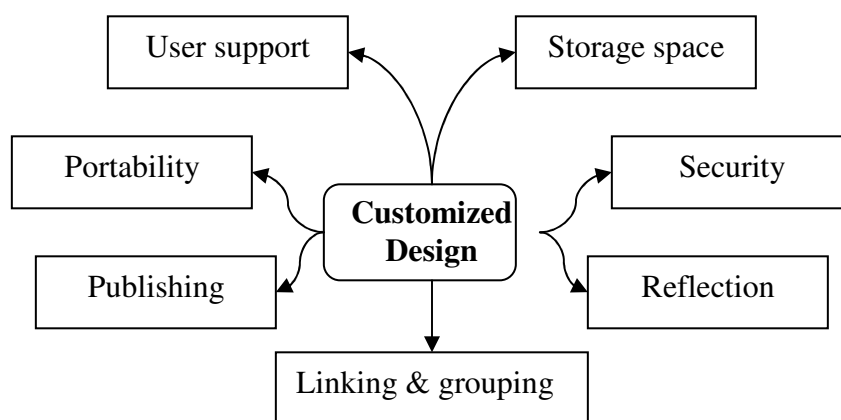 User support
Storage space
Portability
Security
Customized
Design
Publishing
Reflection
Linking & grouping